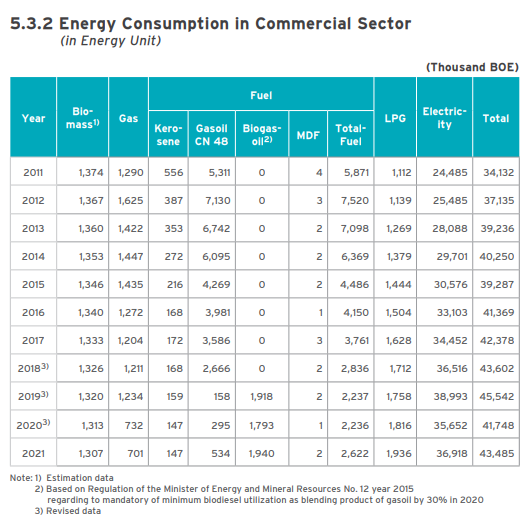 5.3.2 Energy Consumption in Commercial Sector
(in Energy Unit)
(Thousand BOE)
Year Bio- mass1) Gas Fuel LPG Electric- ity Total
Kero- sene Gasoil CN 48 Biogas- oil2) MDF Total- Fuel
2011 1,374 1,290 556 5,311 0 4 5,871 1,112 24,485 34,132
2012 1,367 1,625 387 7,130 0 3 7,520 1,139 25,485 37,135
2013 1,360 1,422 353 6,742 0 2 7,098 1,269 28,088 39,236
2014 1,353 1,447 272 6,095 0 2 6,369 1,379 29,701 40,250
2015 1,346 1,435 216 4,269 0 2 4,486 1,444 30,576 39,287
2016 1,340 1,272 168 3,981 0 1 4,150 1,504 33,103 41,369
2017 1,333 1,204 172 3,586 0 3 3,761 1,628 34,452 42,378
20183) 1,326 1,211 168 2,666 0 2 2,836 1,712 36,516 43,602
20193) 1,320 1,234 159 158 1,918 2 2,237 1,758 38,993 45,542
20203) 1,313 732 147 295 1,793 1 2,236 1,816 35,652 41,748
2021 1,307 701 147 534 1,940 2 2,622 1,936 36,918 43,485
Note: 1) Estimation data
2) Based on Regulation of the Minister of Energy and Mineral Resources No. 12 year 2015
regarding to mandatory of minimum biodiesel utilization as blending product of gasoil by 30% in 2020
3) Revised data